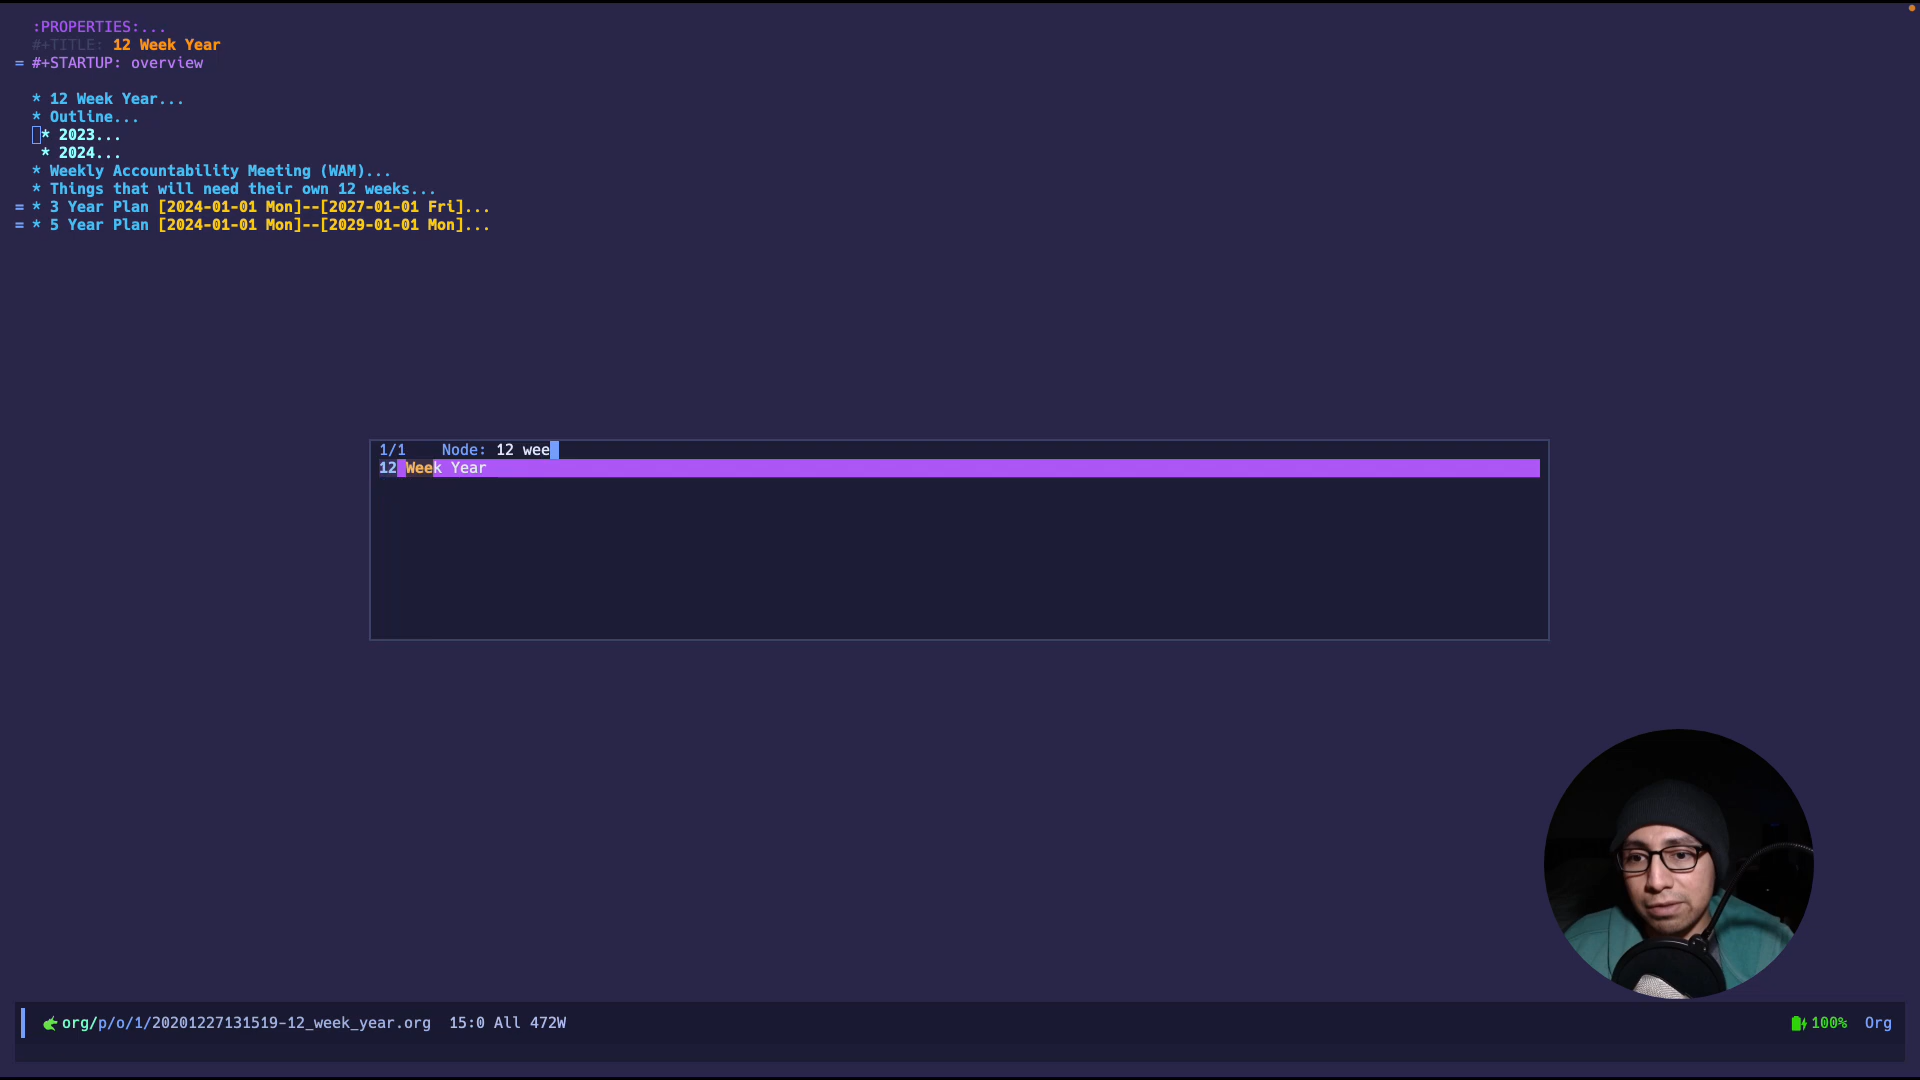 :PROPERTIES:...
#+TITLE: 12 Week Year
= #+STARTUP: overview
* 12 Week Year...
* Outline...
* 2023...
* 2024...
* Weekly Accountability Meeting (WAM)...
* Things that will need their own 12 weeks...
= * 3 Year Plan [2024-01-01 Mon]--[2027-01-01 Fri]...
= * 5 Year Plan [2024-01-01 Mon]--[2029-01-01 Mon]...
1/1 Node: 12 wee
12 Week Year
org/p/o/1/20201227131519-12_week_year.org 15:0 All 472W 100% Org